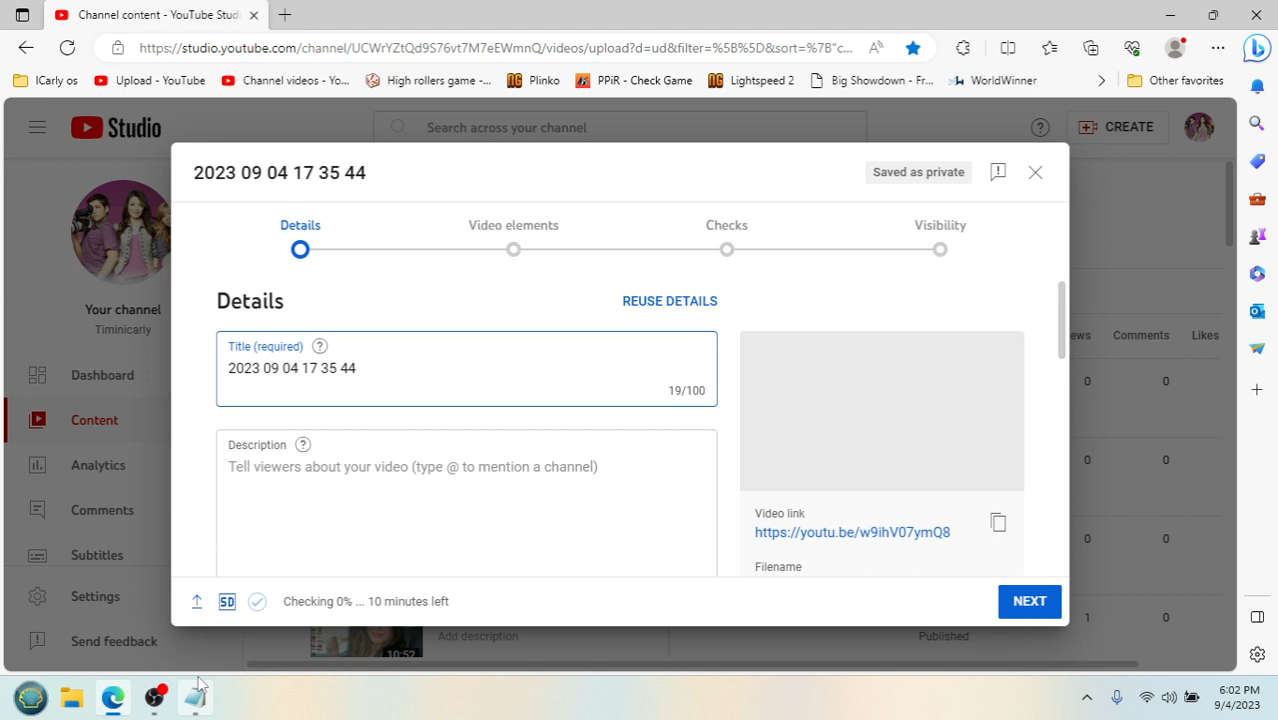 Channel content - YouTube Studi
https://studio.youtube.com/channel/UCWrYZtQd9S76vt7M7eEWmnQ/videos/upload?d=ud&filter=%5B%5D&sort=%7B"c...
ICarly os
Upload - YouTube
Channel videos - Yo...
High rollers game -...
Plinko
PPiR - Check Game
Lightspeed 2
Big Showdown - Fr...
WorldWinner
Other favorites
Studio
Search across your channel
CREATE
2023 09 04 17 35 44
Saved as private
Details
Video elements
Checks
Visibility
Your channel
Timinicarly
Dashboard
Content
Analytics
Comments
Subtitles
Settings
Send feedback
Details
REUSE DETAILS
Title (required)
2023 09 04 17 35 44
19/100
Description
Tell viewers about your video (type @ to mention a channel)
Video link
https://youtu.be/w9ihV07ymQ8
Filename
SD
Checking 0% ... 10 minutes left
NEXT
ews Comments Likes
0 0
0 0
0 0
1 0
10:52
Add description
Published
6:02 PM
9/4/2023